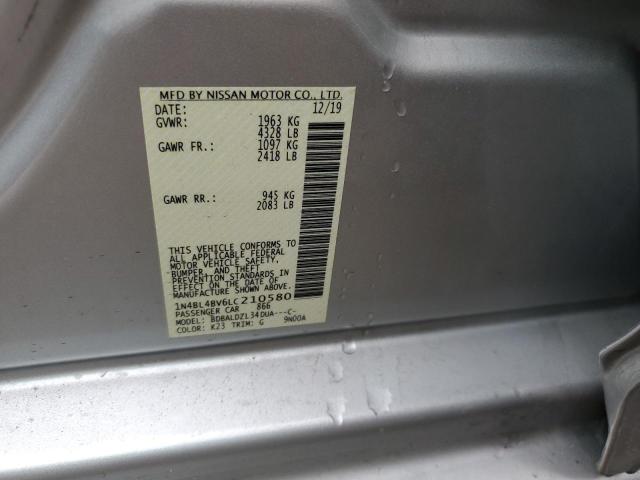 MFD BY NISSAN MOTOR CO., LTD.
DATE: 12/19
GVWR: 1963 KG
4328 LB
GAWR FR.: 1097 KG
2418 LB
GAWR RR.: 945 KG
2083 LB
THIS VEHICLE CONFORMS TO
ALL APPLICABLE FEDERAL
MOTOR VEHICLE SAFETY,
BUMPER, AND THEFT
PREVENTION STANDARDS IN
EFFECT ON THE DATE OF
MANUFACTURE SHOWN ABOVE.
1N4BL4BV6LC210580
PASSENGER CAR 866
MODEL: BDBALDZL34DUA---C-
COLOR: K23 TRIM: G 9N00A